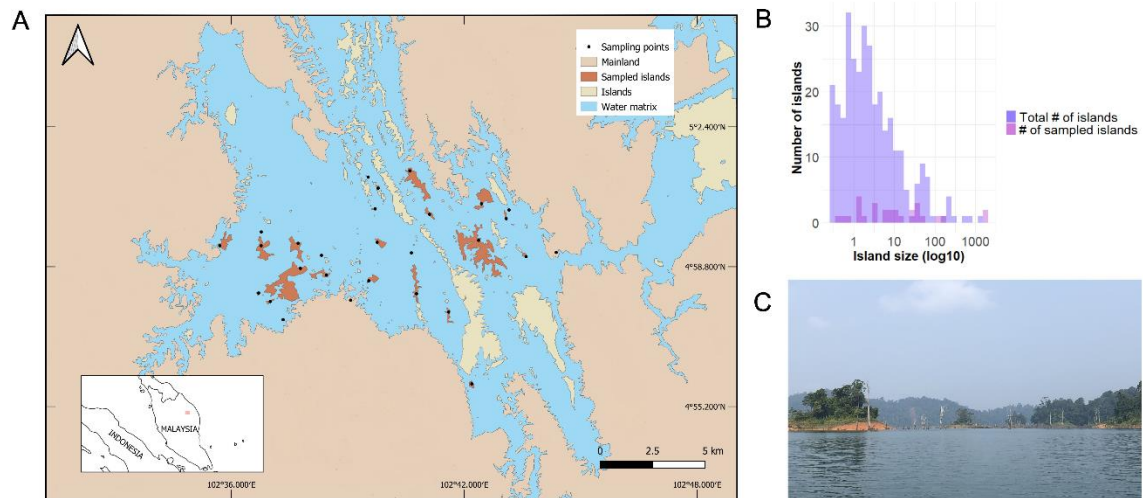 A
Sampling points
Mainland
Sampled islands
Islands
Water matrix
5°2.400'N
4°58.800'N
4°55.200'N
MALAYSIA
INDONESIA
0 2.5 5 km
102°36.000'E
102°42.000'E
102°48.000'E
B
Number of islands
30
20
10
0
1 10 100 1000
Island size (log10)
Total # of islands
# of sampled islands
C